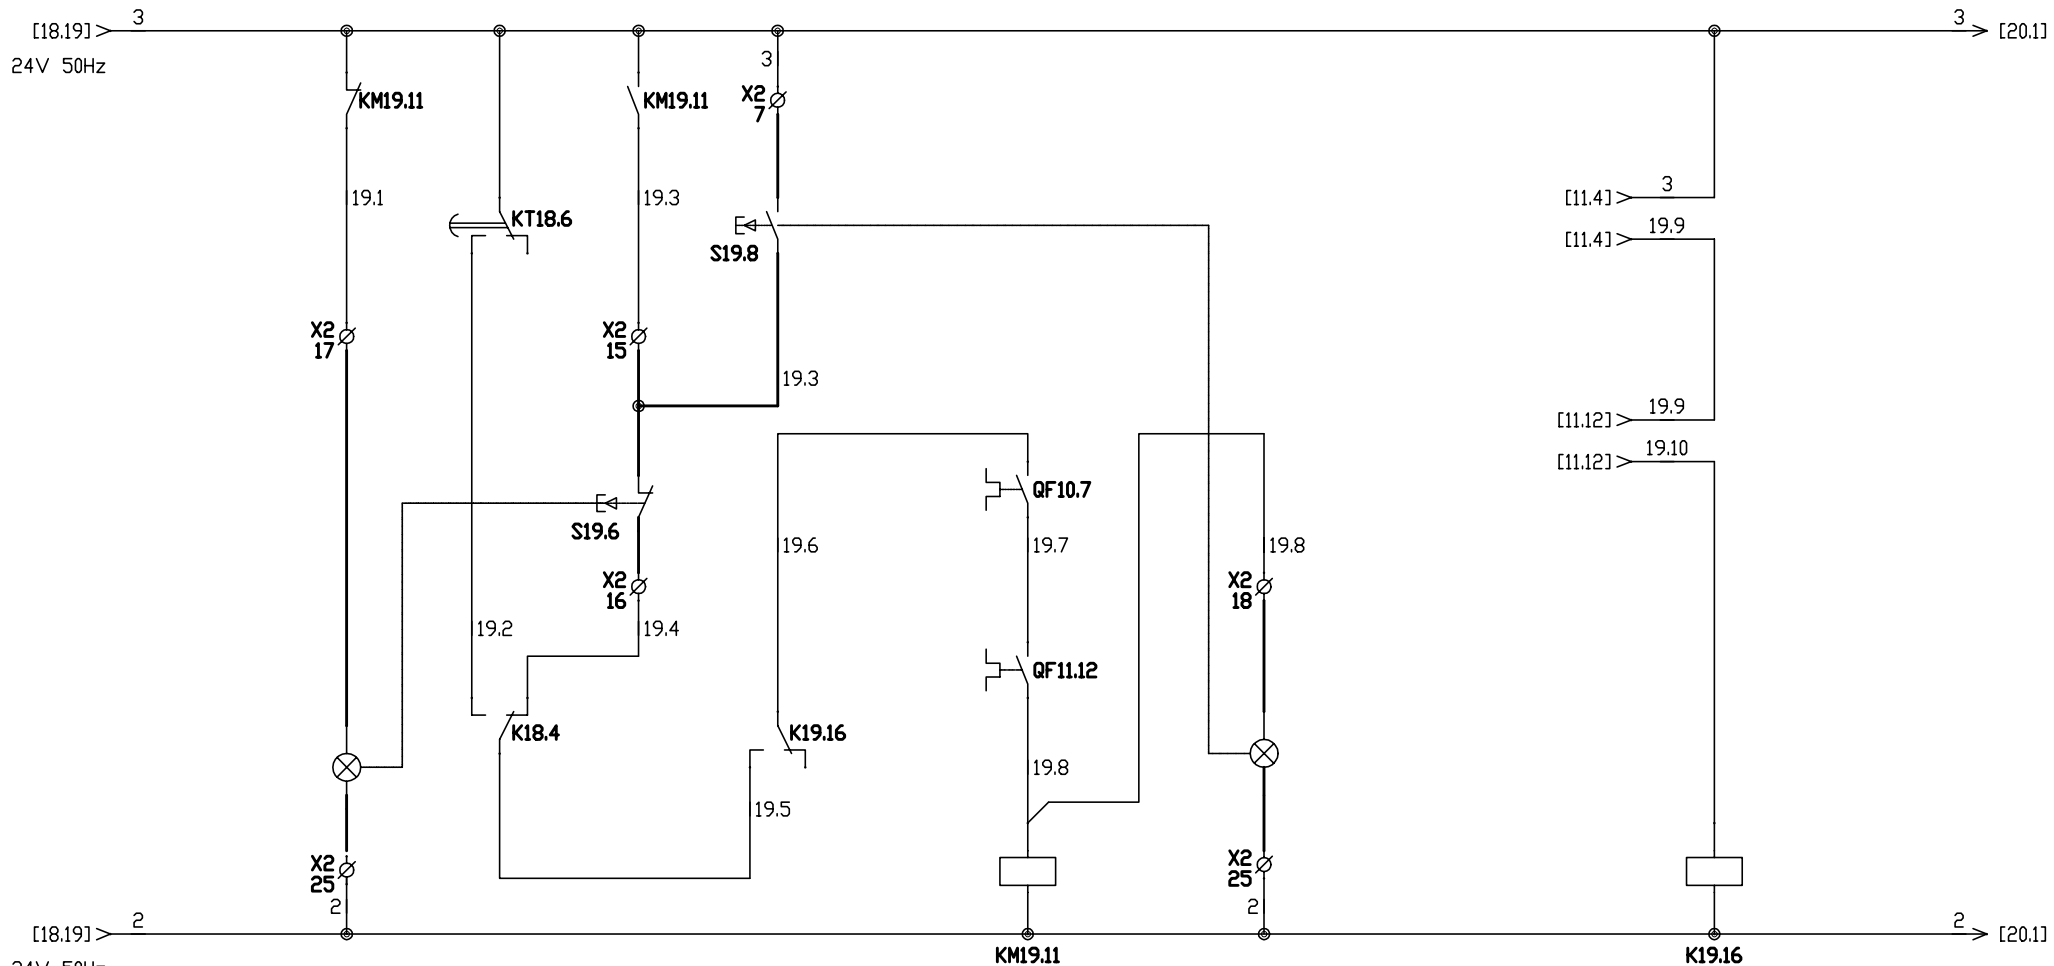 [18.19] 3 3 [20.1]
24V 50Hz
3
KM19.11 KM19.11 X2
7
19.1 19.3 [11.4] 3
KT18.6 [11.4] 19.9
S19.8
X2 X2
17 15
19.3
[11.12] 19.9
[11.12] 19.10
QF10.7
S19.6
19.6 19.7 19.8
X2 X2
16 18
19.2 19.4
QF11.12
K18.4 K19.16
19.8
19.5
X2 X2
25 25
2 2
[18.19] 2 2 [20.1]
KM19.11 K19.16
24V 50Hz